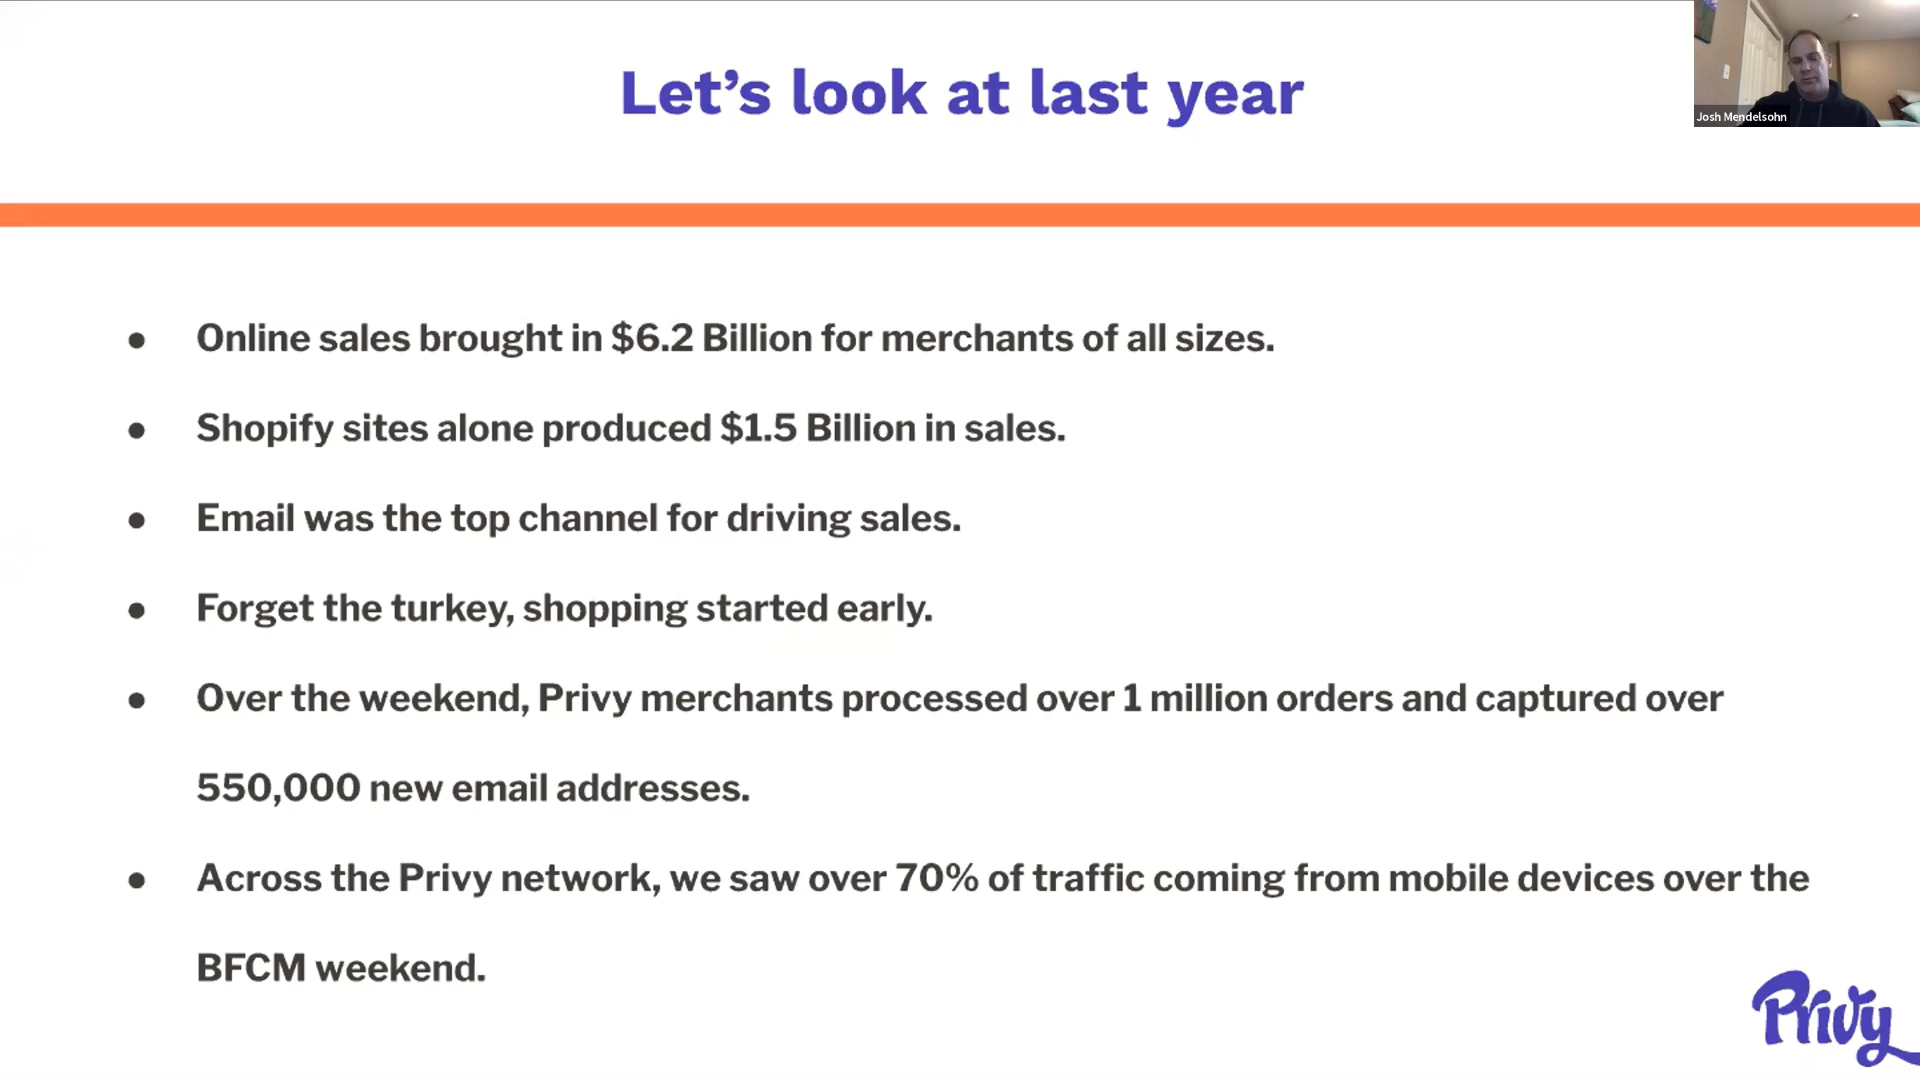 Let's look at last year
Josh Mendelsohn
● Online sales brought in $6.2 Billion for merchants of all sizes.
● Shopify sites alone produced $1.5 Billion in sales.
● Email was the top channel for driving sales.
● Forget the turkey, shopping started early.
● Over the weekend, Privy merchants processed over 1 million orders and captured over
550,000 new email addresses.
● Across the Privy network, we saw over 70% of traffic coming from mobile devices over the
BFCM weekend.
Privy